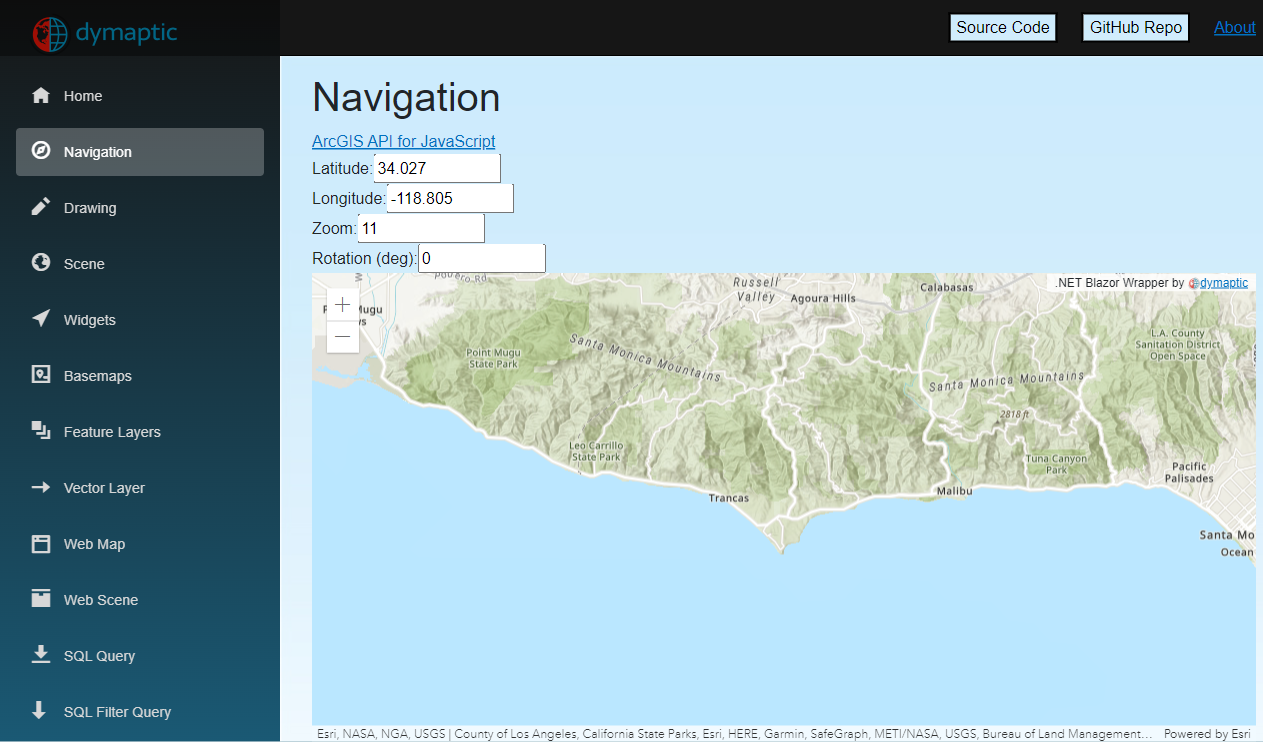 dymaptic
Source Code
GitHub Repo
About
Home
Navigation
Drawing
Scene
Widgets
Basemaps
Feature Layers
Vector Layer
Web Map
Web Scene
SQL Query
SQL Filter Query
Navigation
ArcGIS API for JavaScript
Latitude: 34.027
Longitude: -118.805
Zoom: 11
Rotation (deg): 0
.NET Blazor Wrapper by dymaptic
+
−
Mugu
Russell
Valley
Agoura Hills
Calabasas
Point Mugu
State Park
Santa Monica Mountains
L.A. County
Sanitation District
Open Space
Santa Monica Mountains
2818 ft
Leo Carrillo
State Park
Tuna Canyon
Park
Pacific
Palisades
Trancas
Malibu
Santa Mo
Ocean
Esri, NASA, NGA, USGS | County of Los Angeles, California State Parks, Esri, HERE, Garmin, SafeGraph, METI/NASA, USGS, Bureau of Land Management...
Powered by Esri